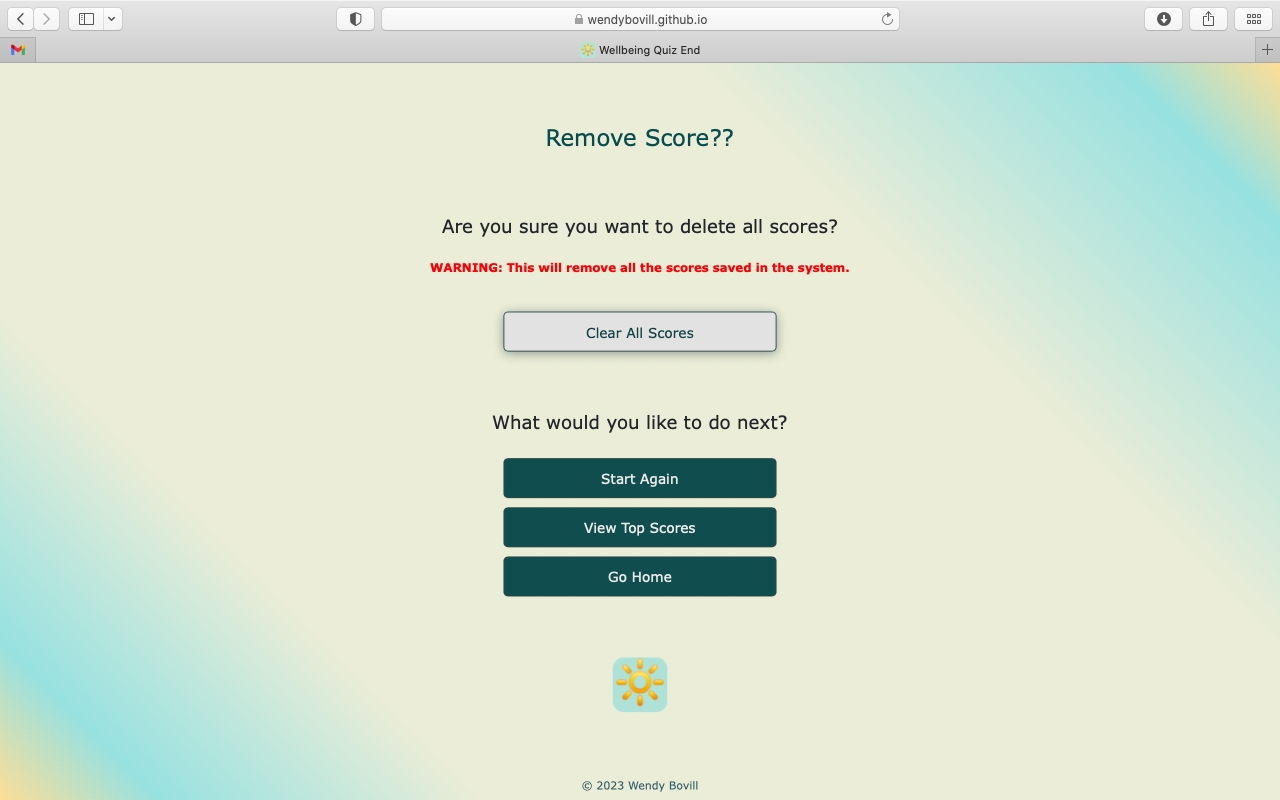 wendybovill.github.io
Wellbeing Quiz End
Remove Score??
Are you sure you want to delete all scores?
WARNING: This will remove all the scores saved in the system.
Clear All Scores
What would you like to do next?
Start Again
View Top Scores
Go Home
© 2023 Wendy Bovill